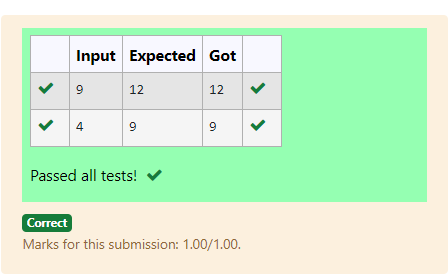 Input Expected Got
9 12 12
4 9 9
Passed all tests!
Correct
Marks for this submission: 1.00/1.00.